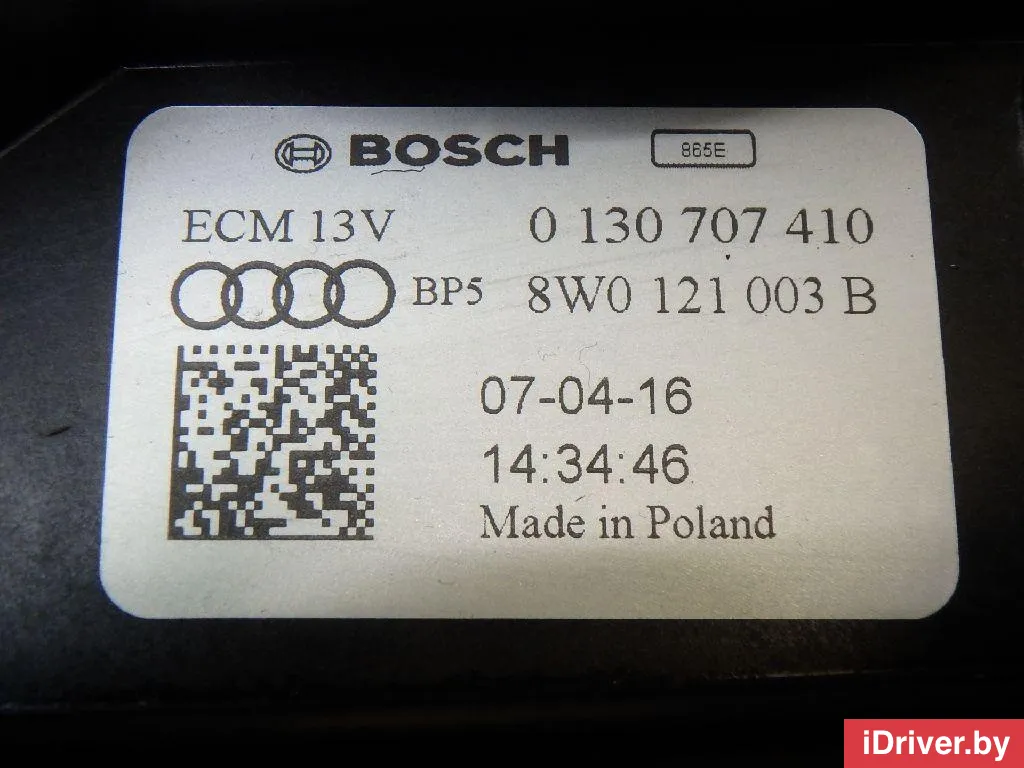 BOSCH 865E
ECM 13V 0 130 707 410
BP5 8W0 121 003 B
07-04-16
14:34:46
Made in Poland
iDriver.by